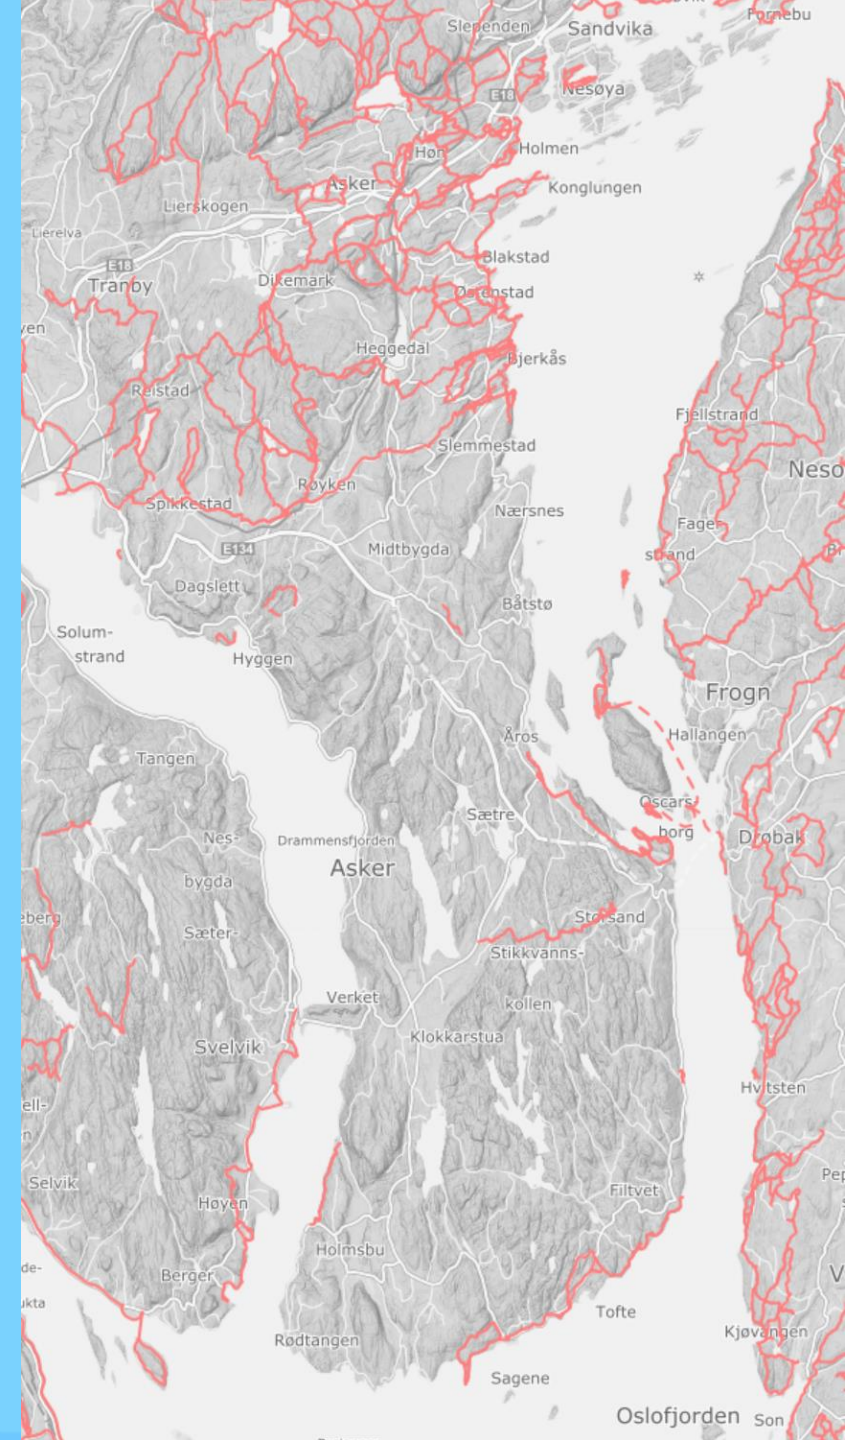 Fornebu
Slependen
Sandvika
E18
Nesøya
Holmen
Høn
Asker
Konglungen
Lierskogen
Lierelva
Blakstad
E18
Tranby
Dikemark
Østenstad
Heggedal
Bjerkås
Reistad
Fjellstrand
Slemmestad
Neso
Røyken
Spikkestad
Nærsnes
Fager-
strand
E134
Midtbygda
Dagslett
Båtstø
Solum-
strand
Hyggen
Frogn
Åros
Hallangen
Tangen
Oscars-
borg
Sætre
Drøbak
Nes-
bygda
Drammensfjorden
Asker
Sæter-
Storsand
Stikkvanns-
kollen
Verket
Klokkarstua
Svelvik
Hvitsten
Selvik
Filtvet
Høyen
Holmsbu
Berger
Tofte
Kjøvangen
Rødtangen
Sagene
Oslofjorden
Son